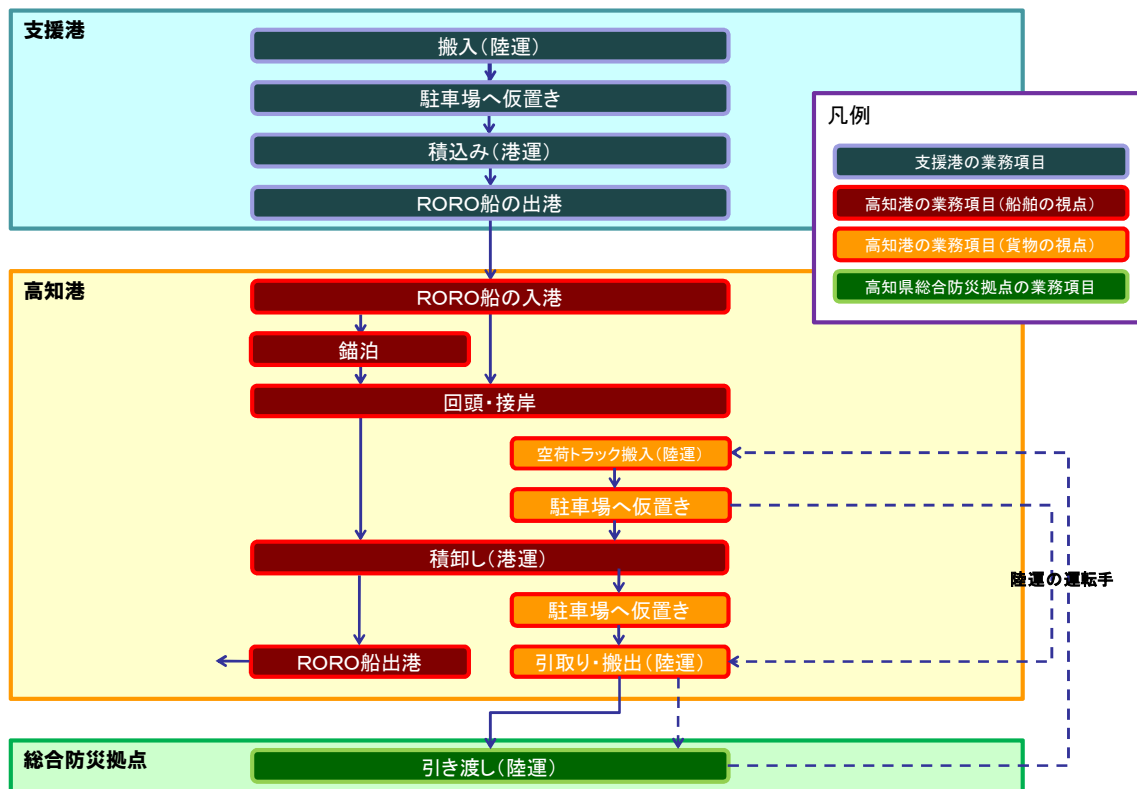 支援港
搬入(陸運)
駐車場へ仮置き
積込み(港運)
RORO船の出港
凡例
支援港の業務項目
高知港の業務項目(船舶の視点)
高知港の業務項目(貨物の視点)
高知県総合防災拠点の業務項目
高知港
RORO船の入港
錨泊
回頭・接岸
空荷トラック搬入(陸運)
駐車場へ仮置き
積卸し(港運)
陸運の運転手
駐車場へ仮置き
RORO船出港
引取り・搬出(陸運)
総合防災拠点
引き渡し(陸運)